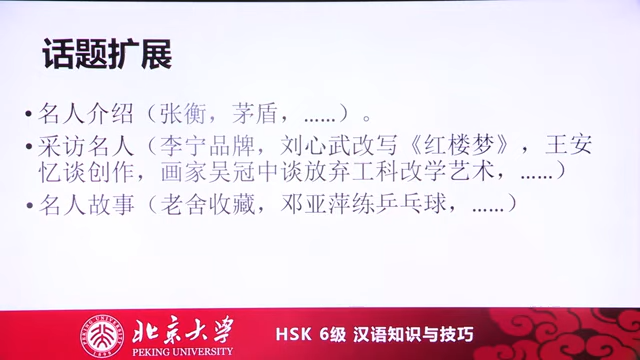 话题扩展
•名人介绍（张衡，茅盾，……）。
•采访名人（李宁品牌，刘心武改写《红楼梦》，王安
忆谈创作，画家吴冠中谈放弃工科改学艺术，……）
•名人故事（老舍收藏，邓亚萍练乒乓球，……）
北京大学
PEKING UNIVERSITY
HSK 6级 汉语知识与技巧